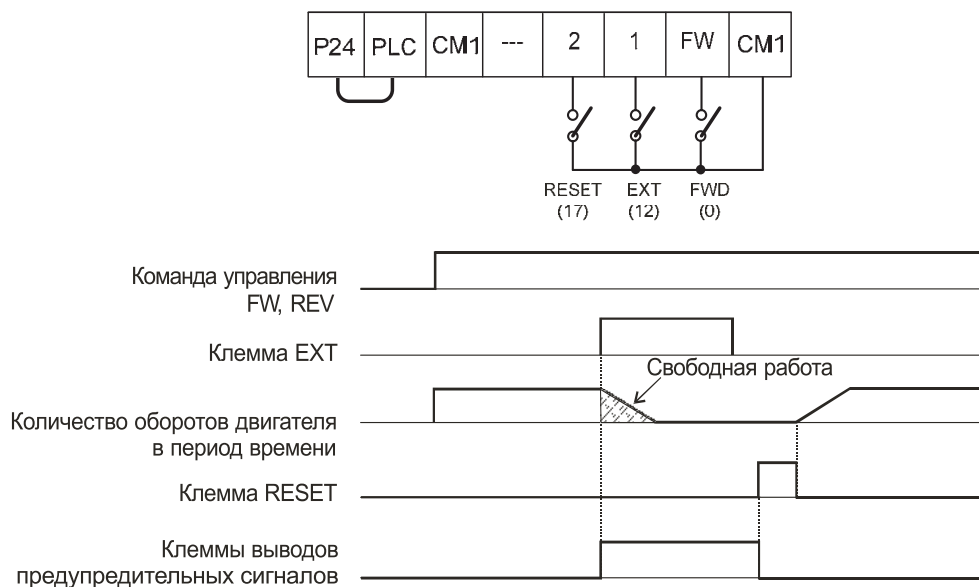 P24 PLC CM1 --- 2 1 FW CM1
RESET EXT FWD
(17) (12) (0)
Команда управления
FW, REV
Клемма EXT
Свободная работа
Количество оборотов двигателя
в период времени
Клемма RESET
Клеммы выводов
предупредительных сигналов